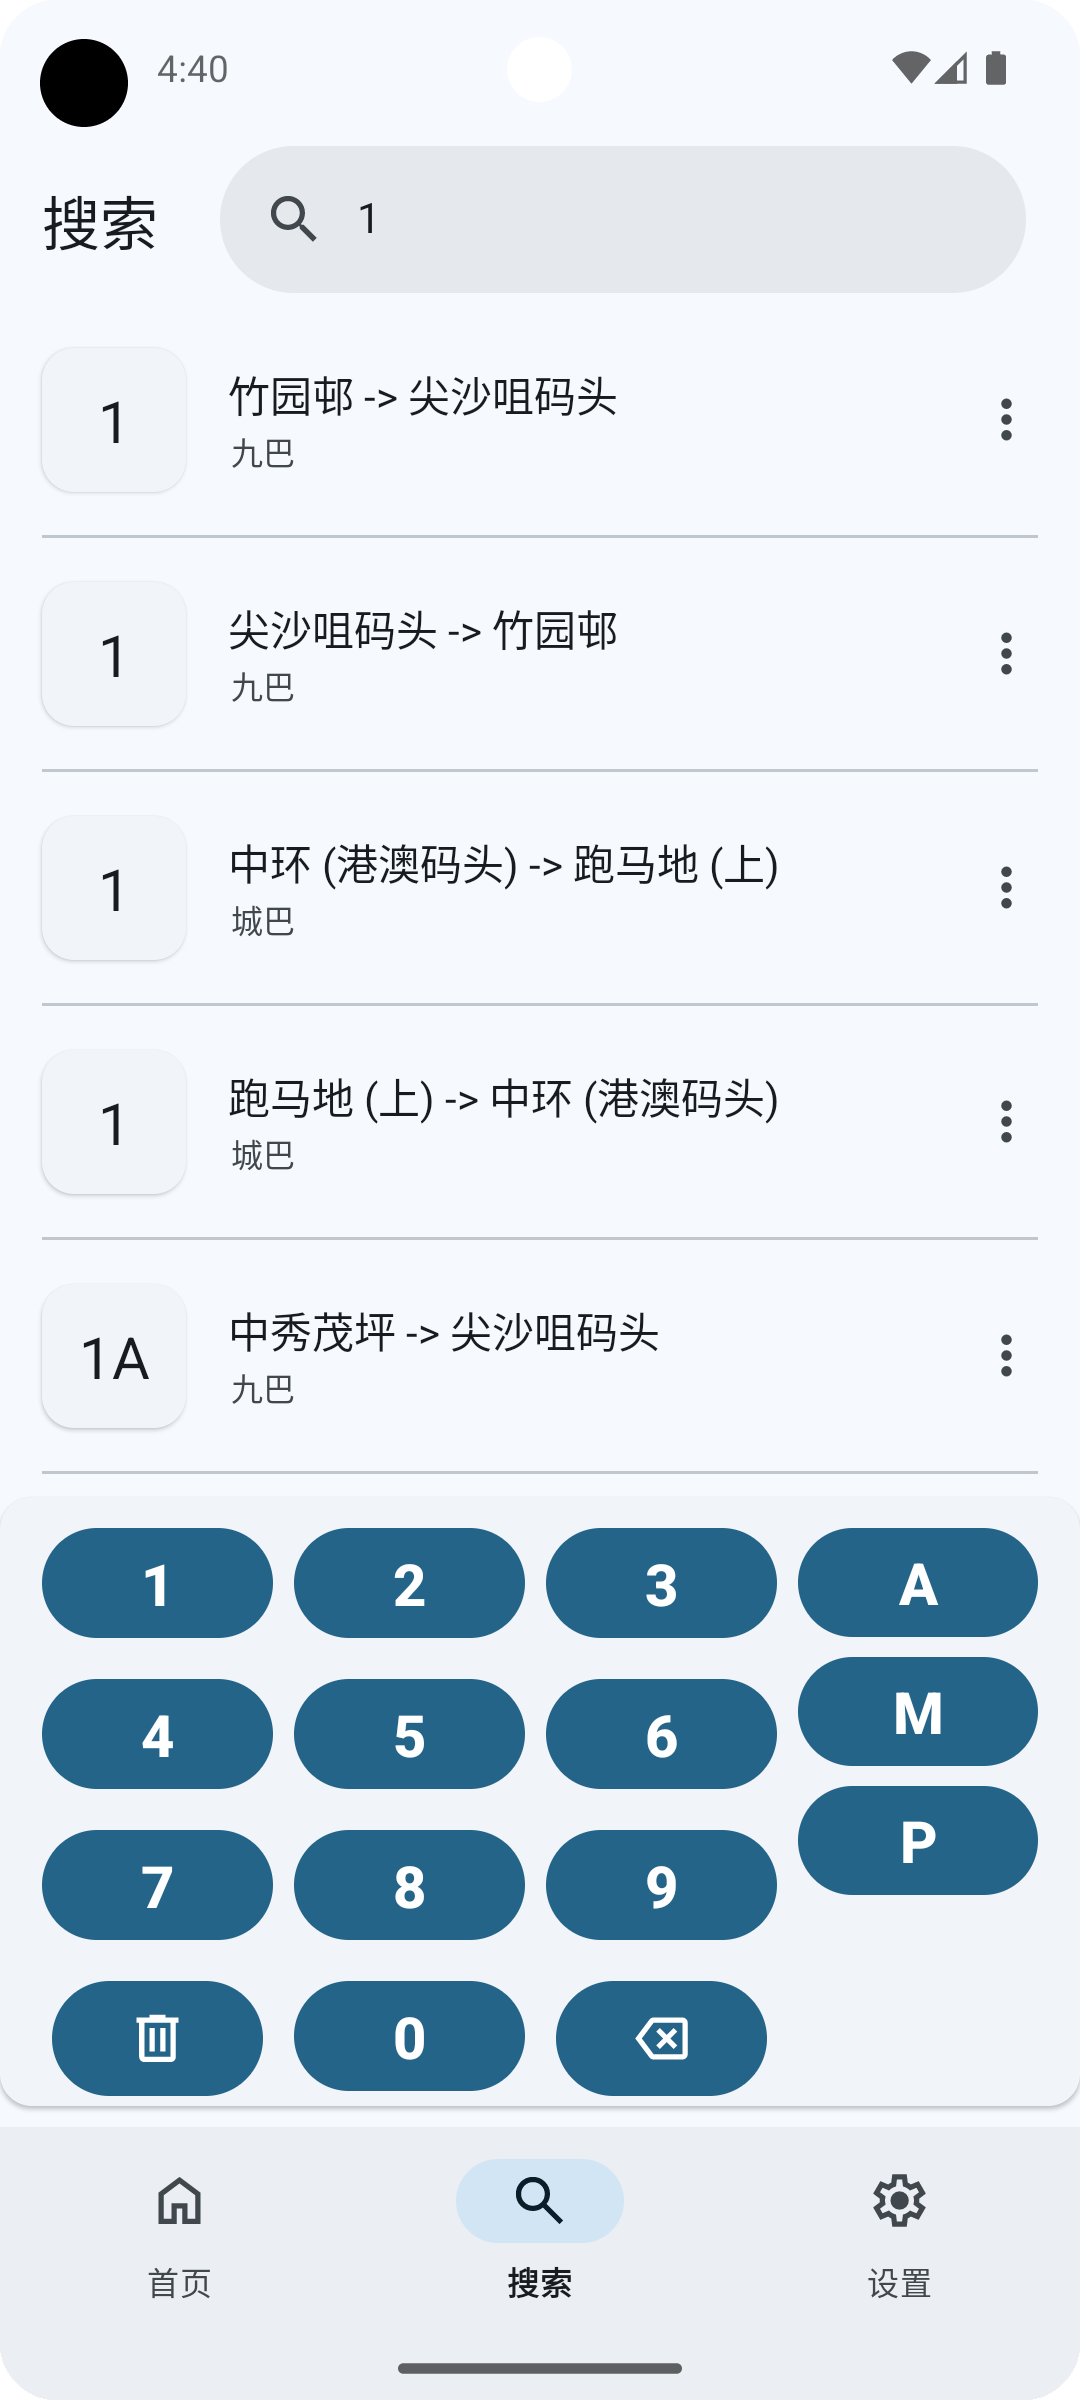 4:40
搜索
1
1
竹园邨 -> 尖沙咀码头
九巴
1
尖沙咀码头 -> 竹园邨
九巴
1
中环 (港澳码头) -> 跑马地 (上)
城巴
1
跑马地 (上) -> 中环 (港澳码头)
城巴
1A
中秀茂坪 -> 尖沙咀码头
九巴
1 2 3 A
4 5 6 M
7 8 9 P
0
首页 搜索 设置